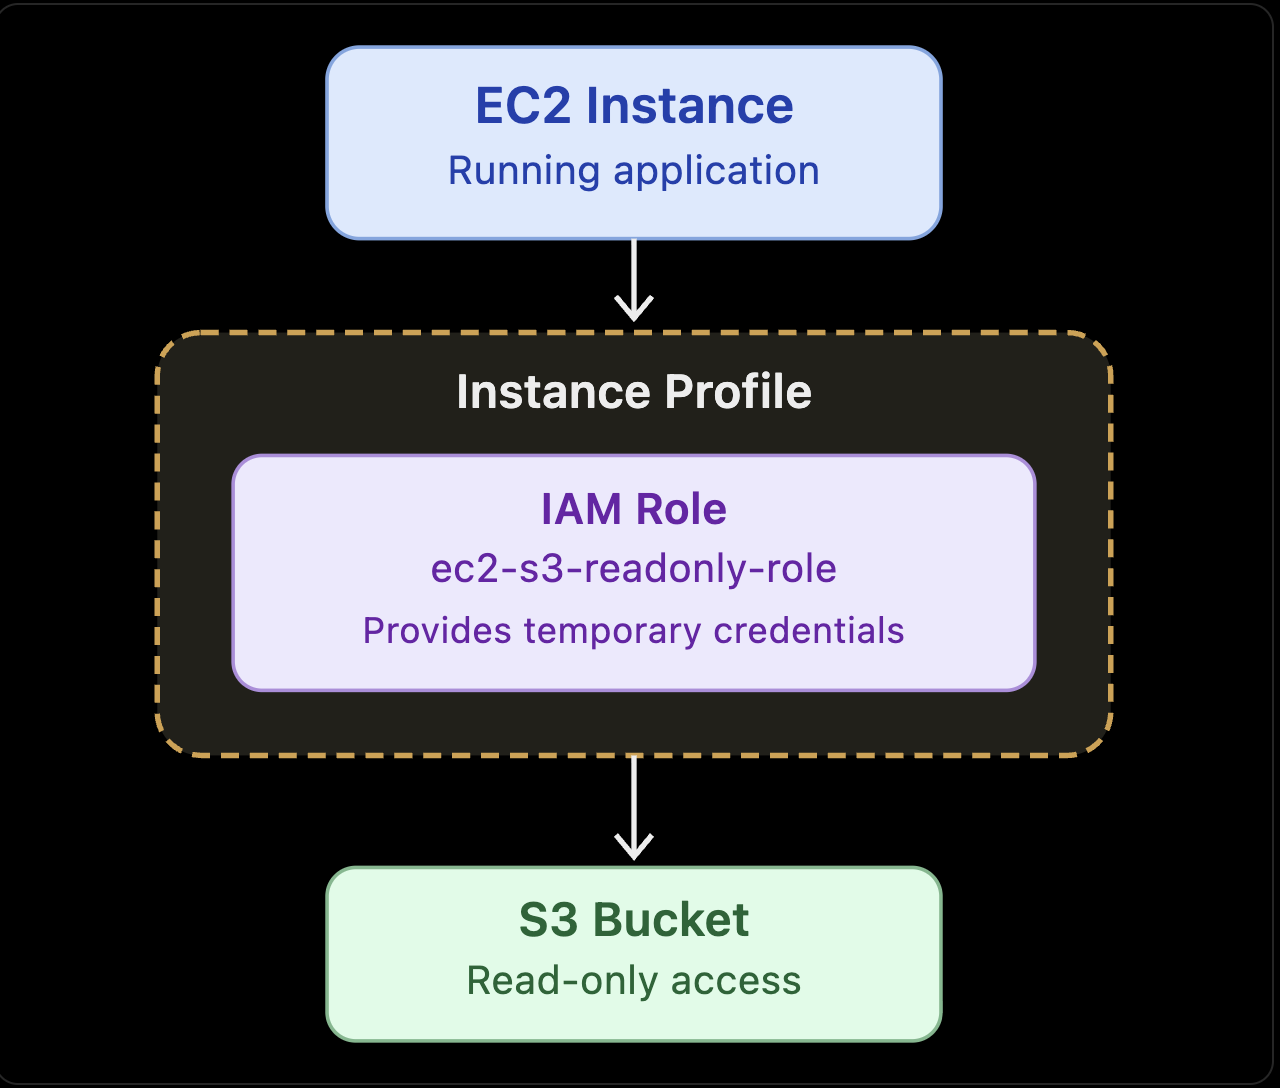 EC2 Instance
Running application
Instance Profile
IAM Role
ec2-s3-readonly-role
Provides temporary credentials
S3 Bucket
Read-only access